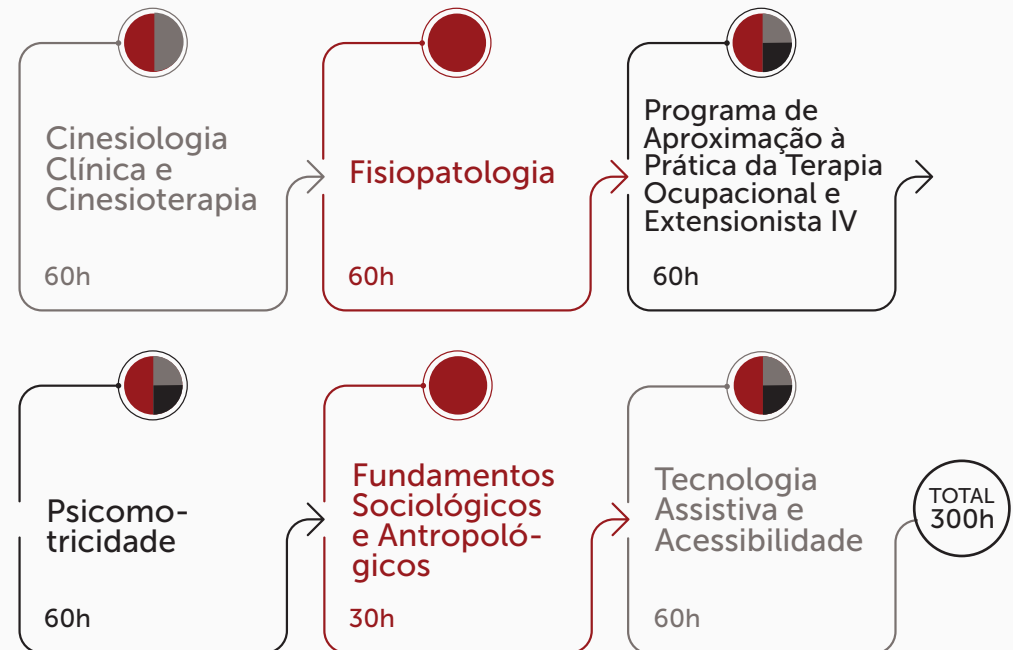 Cinesiologia
Clínica e
Cinesioterapia
60h
Fisiopatologia
60h
Programa de
Aproximação à
Prática da Terapia
Ocupacional e
Extensionista IV
60h
Psicomo-
tricidade
60h
Fundamentos
Sociológicos
e Antropoló-
gicos
30h
Tecnologia
Assistiva e
Acessibilidade
60h
TOTAL
300h